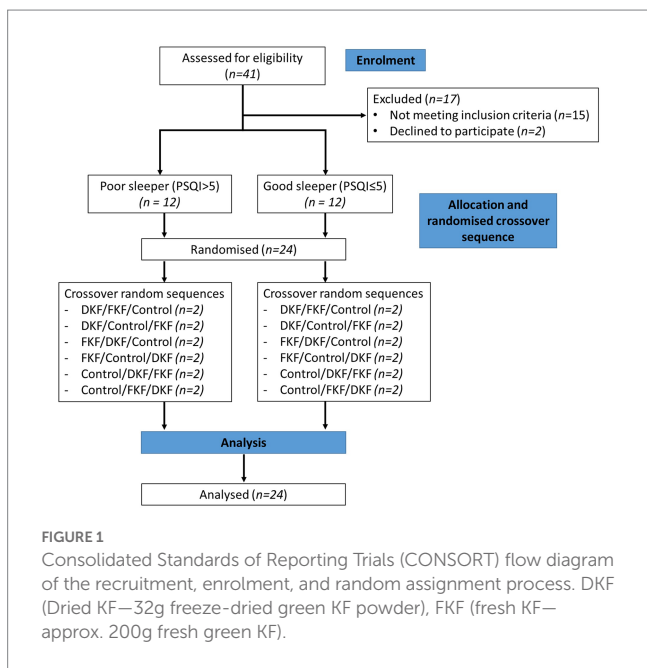 Assessed for eligibility
(n=41)
Enrolment
Excluded (n=17)
• Not meeting inclusion criteria (n=15)
• Declined to participate (n=2)
Poor sleeper (PSQI>5)
(n = 12)
Good sleeper (PSQI≤5)
(n = 12)
Allocation and
randomised crossover
sequence
Randomised (n=24)
Crossover random sequences
- DKF/FKF/Control (n=2)
- DKF/Control/FKF (n=2)
- FKF/DKF/Control (n=2)
- FKF/Control/DKF (n=2)
- Control/DKF/FKF (n=2)
- Control/FKF/DKF (n=2)
Crossover random sequences
- DKF/FKF/Control (n=2)
- DKF/Control/FKF (n=2)
- FKF/DKF/Control (n=2)
- FKF/Control/DKF (n=2)
- Control/DKF/FKF (n=2)
- Control/FKF/DKF (n=2)
Analysis
Analysed (n=24)
FIGURE 1
Consolidated Standards of Reporting Trials (CONSORT) flow diagram
of the recruitment, enrolment, and random assignment process. DKF
(Dried KF—32g freeze-dried green KF powder), FKF (fresh KF—
approx. 200g fresh green KF).